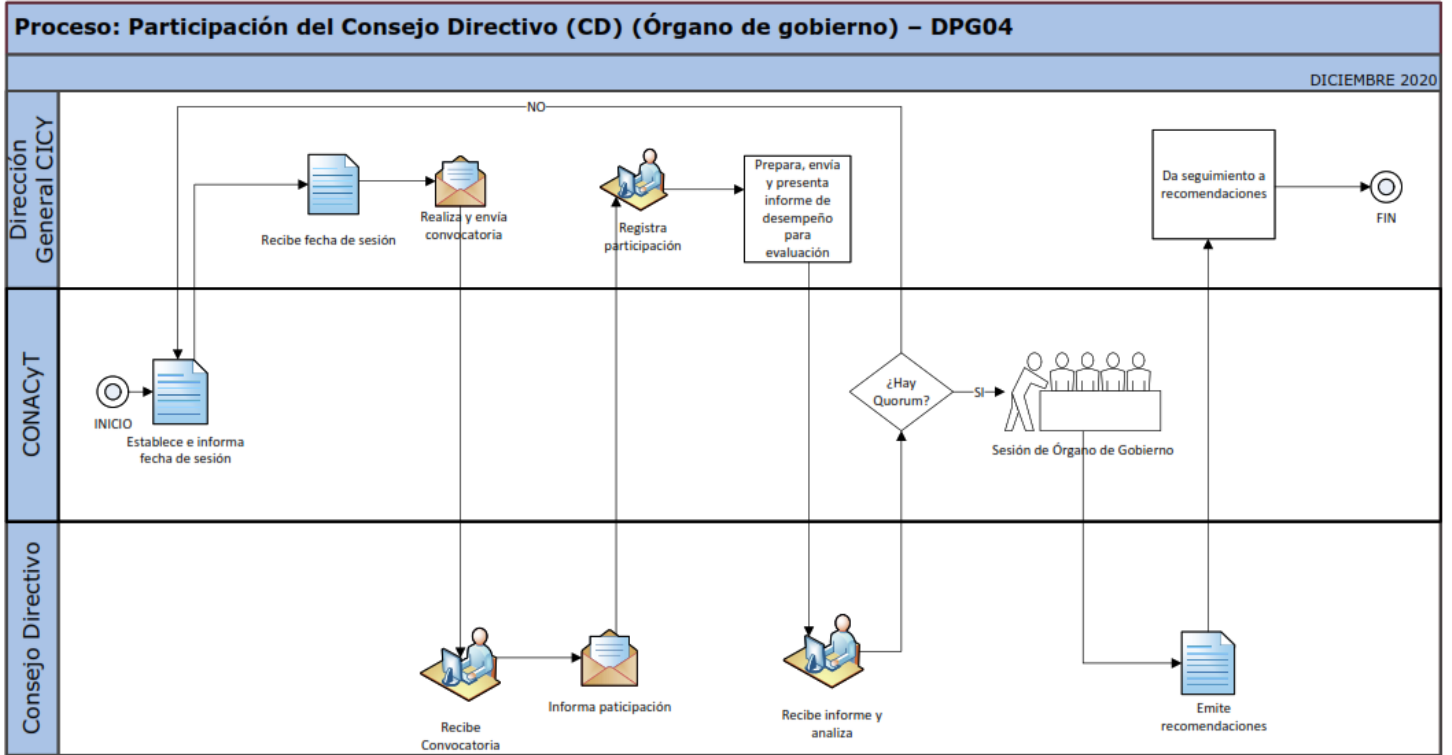 Proceso: Participación del Consejo Directivo (CD) (Órgano de gobierno) – DPG04
DICIEMBRE 2020
Dirección
General CICY
NO
Recibe fecha de sesión
Realiza y envía
convocatoria
Registra
participación
Prepara, envía
y presenta
informe de
desempeño
para
evaluación
Da seguimiento a
recomendaciones
FIN
CONACyT
INICIO
Establece e informa
fecha de sesión
¿Hay
Quorum?
SI
Sesión de Órgano de Gobierno
Consejo Directivo
Recibe
Convocatoria
Informa paticipación
Recibe informe y
analiza
Emite
recomendaciones